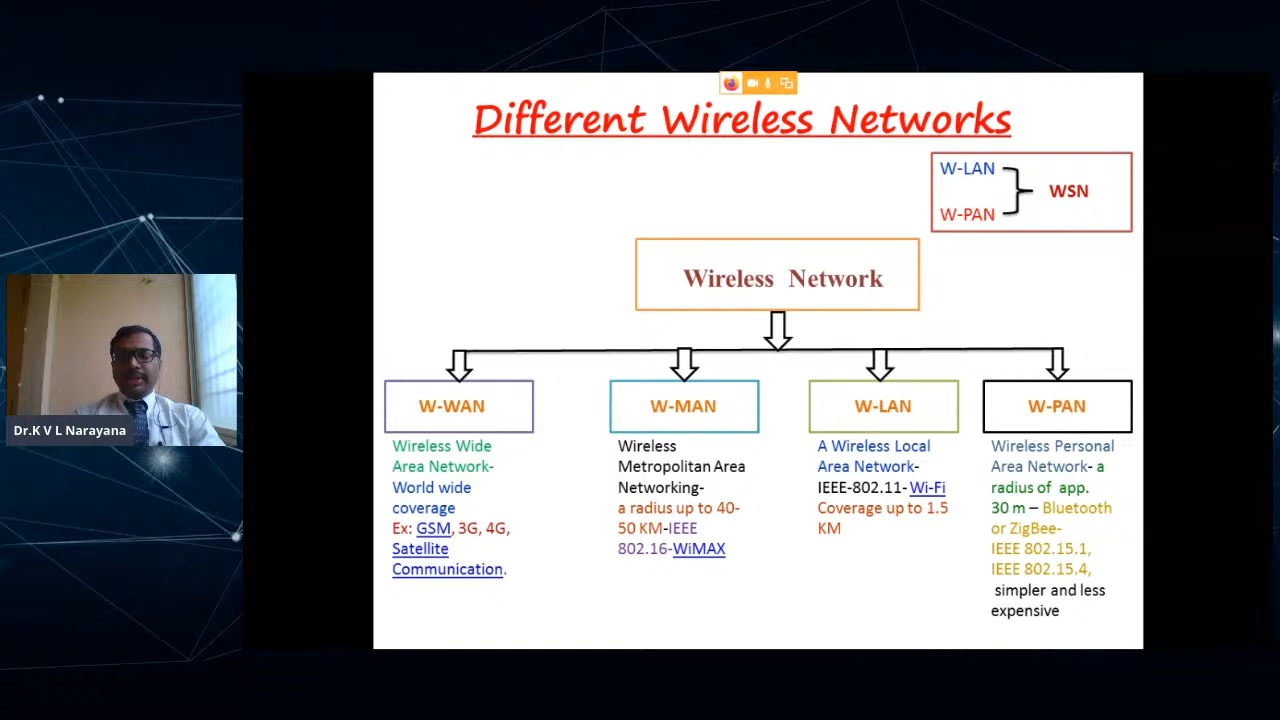 Different Wireless Networks
W-LAN
W-PAN
WSN
Wireless Network
W-WAN
Wireless Wide
Area Network-
World wide
coverage
Ex: GSM, 3G, 4G,
Satellite
Communication.
W-MAN
Wireless
Metropolitan Area
Networking-
a radius up to 40-
50 KM-IEEE
802.16-WiMAX
W-LAN
A Wireless Local
Area Network-
IEEE-802.11- Wi-Fi
Coverage up to 1.5
KM
W-PAN
Wireless Personal
Area Network- a
radius of app.
30 m – Bluetooth
or ZigBee-
IEEE 802.15.1,
IEEE 802.15.4,
simpler and less
expensive
Dr.K V L Narayana